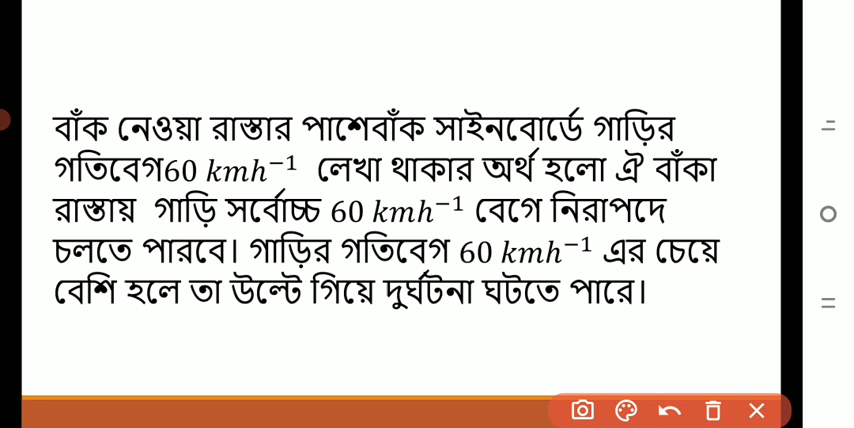 বাঁক নেওয়া রাস্তার পাশেবাঁক সাইনবোর্ডে গাড়ির
গতিবেগ60 kmh⁻¹ লেখা থাকার অর্থ হলো ঐ বাঁকা
রাস্তায় গাড়ি সর্বোচ্চ 60 kmh⁻¹ বেগে নিরাপদে
চলতে পারবে। গাড়ির গতিবেগ 60 kmh⁻¹ এর চেয়ে
বেশি হলে তা উল্টে গিয়ে দুর্ঘটনা ঘটতে পারে।